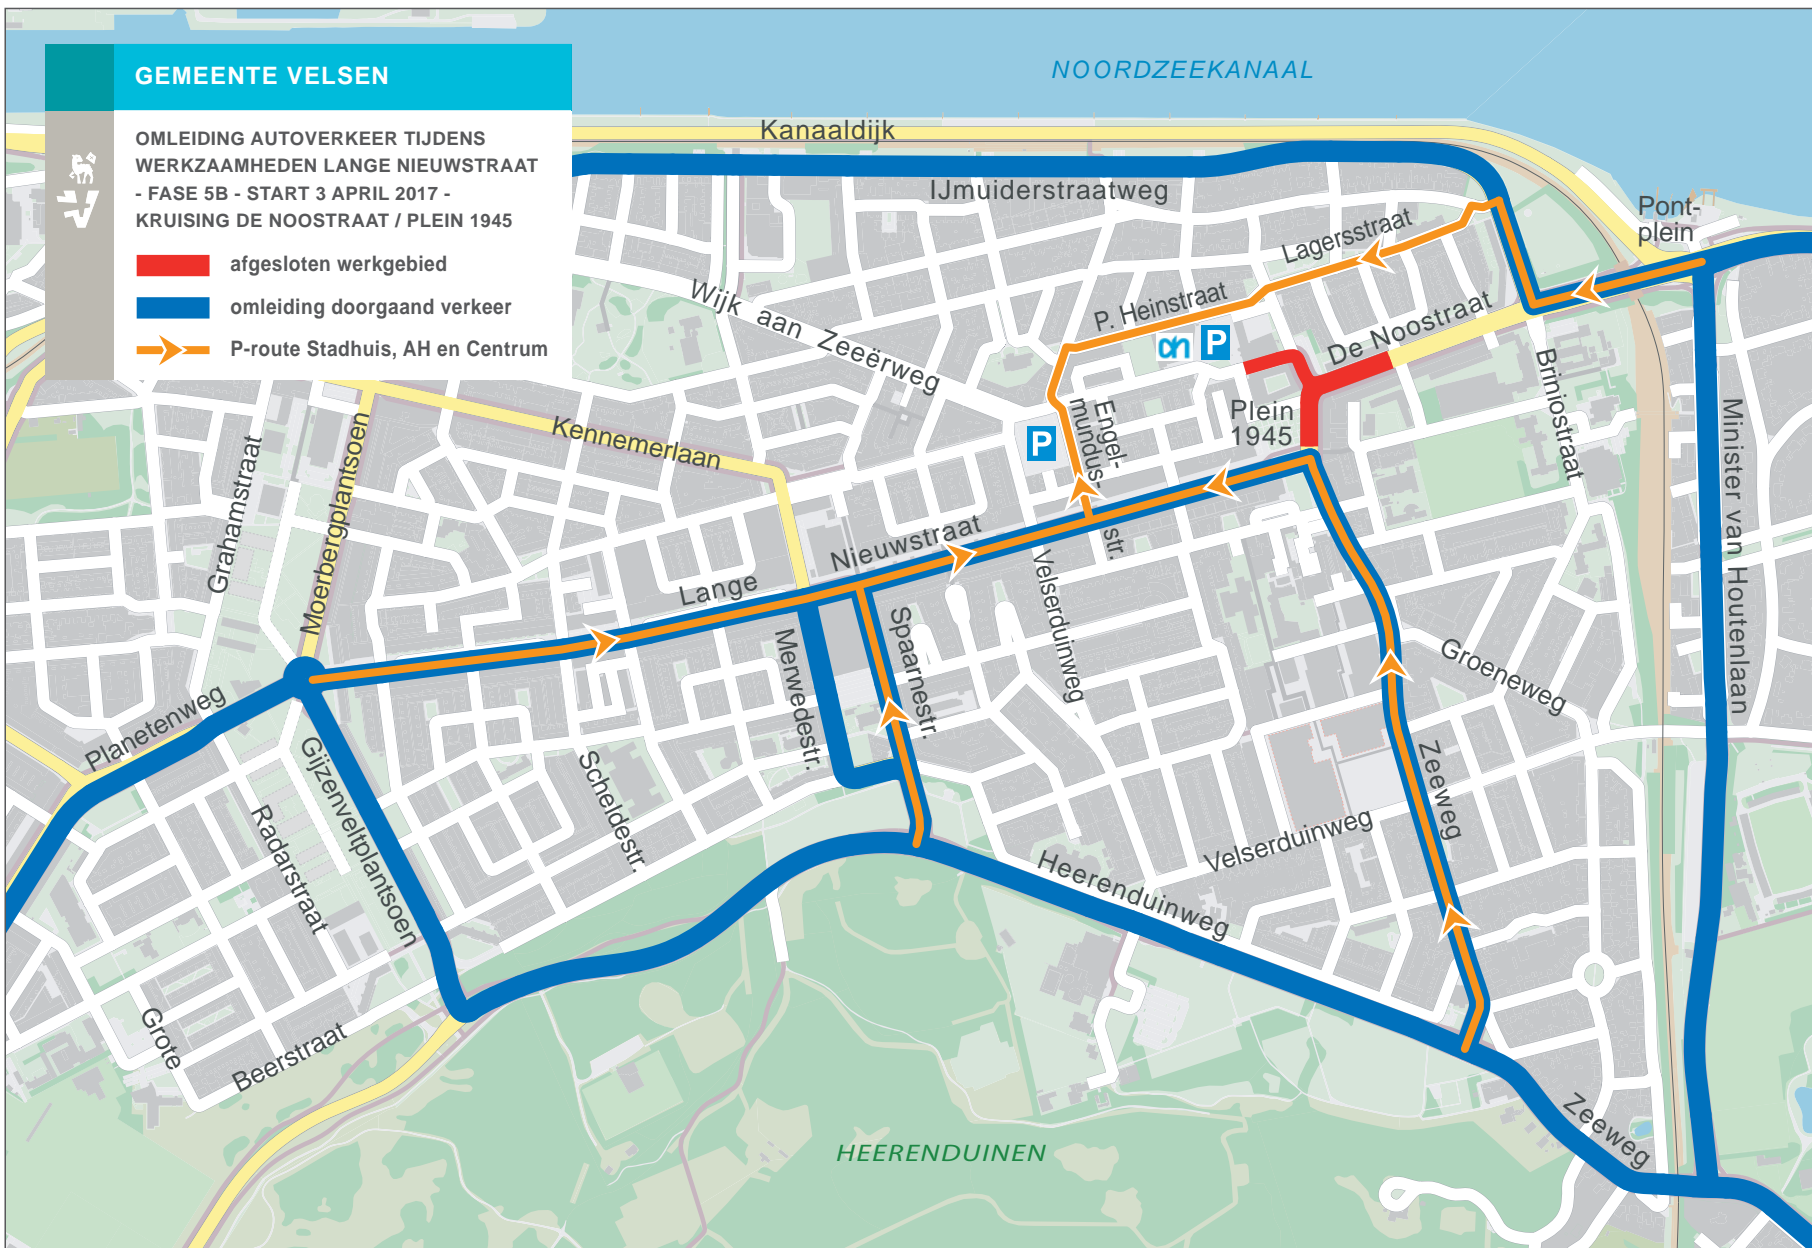 GEMEENTE VELSEN
OMLEIDING AUTOVERKEER TIJDENS
WERKZAAMHEDEN LANGE NIEUWSTRAAT
- FASE 5B - START 3 APRIL 2017 -
KRUISING DE NOOSTRAAT / PLEIN 1945
afgesloten werkgebied
omleiding doorgaand verkeer
P-route Stadhuis, AH en Centrum
NOORDZEEKANAAL
Kanaaldijk
IJmuiderstraatweg
Pont-
plein
Lagersstraat
P. Heinstraat
Wijk aan Zeeërweg
De Noostraat
ah
P
Briniostraat
Minister van Houtenlaan
Plein
1945
Engel-
mundus-
str.
P
Kennemerlaan
Grahamstraat
Moerbergplantsoen
Nieuwstraat
Lange
Velserduinweg
Spaarnestr.
Merwedestr.
Groeneweg
Planetenweg
Gijzenveltplantsoen
Scheldestr.
Radarstraat
Zeeweg
Velserduinweg
Heerenduinweg
Grote
Beerstraat
Zeeweg
HEERENDUINEN